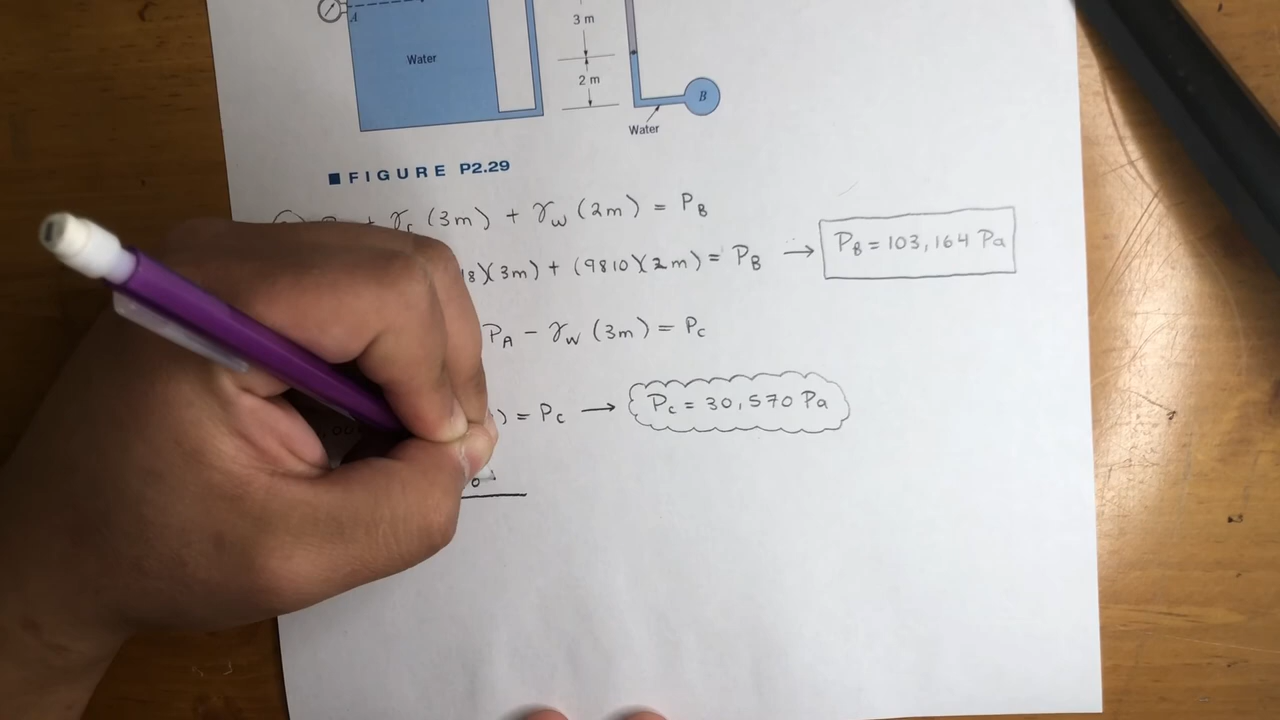 A
3 m
Water
2 m
B
Water
FIGURE P2.29
+ γ (3m) + γw (2m) = PB
18)(3m) + (9810)(2m) = PB → PB = 103,164 Pa
PA - γw (3m) = Pc
) = Pc → Pc = 30,570 Pa